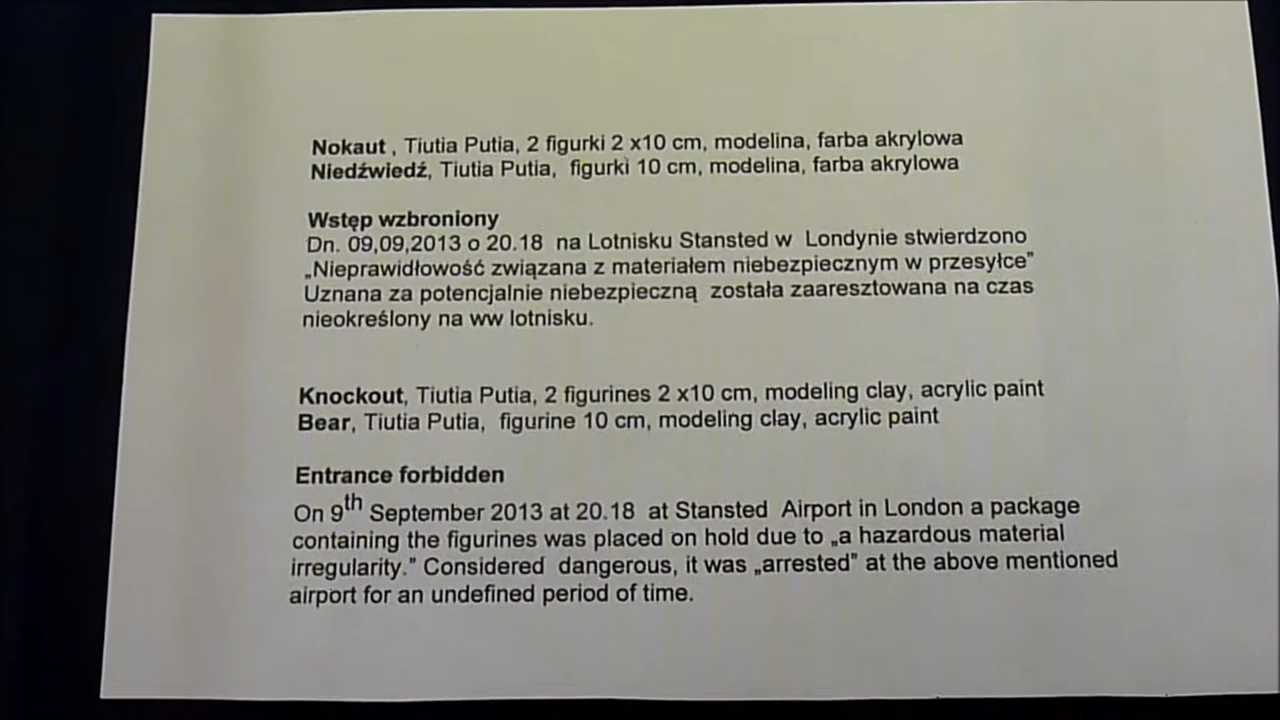 Nokaut , Tiutia Putia, 2 figurki 2 x10 cm, modelina, farba akrylowa
Niedźwiedź, Tiutia Putia, figurki 10 cm, modelina, farba akrylowa
Wstęp wzbroniony
Dn. 09,09,2013 o 20.18 na Lotnisku Stansted w Londynie stwierdzono
„Nieprawidłowość związana z materiałem niebezpiecznym w przesyłce”
Uznana za potencjalnie niebezpieczną została zaaresztowana na czas
nieokreślony na ww lotnisku.
Knockout, Tiutia Putia, 2 figurines 2 x10 cm, modeling clay, acrylic paint
Bear, Tiutia Putia, figurine 10 cm, modeling clay, acrylic paint
Entrance forbidden
On 9th September 2013 at 20.18 at Stansted Airport in London a package
containing the figurines was placed on hold due to „a hazardous material
irregularity.” Considered dangerous, it was „arrested” at the above mentioned
airport for an undefined period of time.